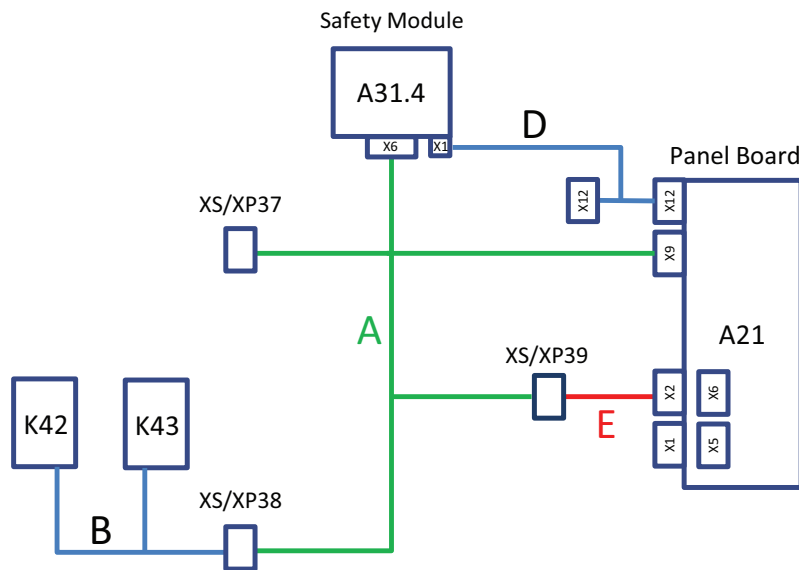 Safety Module
A31.4
X6
X1
D
Panel Board
X12
X12
XS/XP37
X9
A
A21
XS/XP39
X2
X6
E
K42
K43
X1
X5
XS/XP38
B